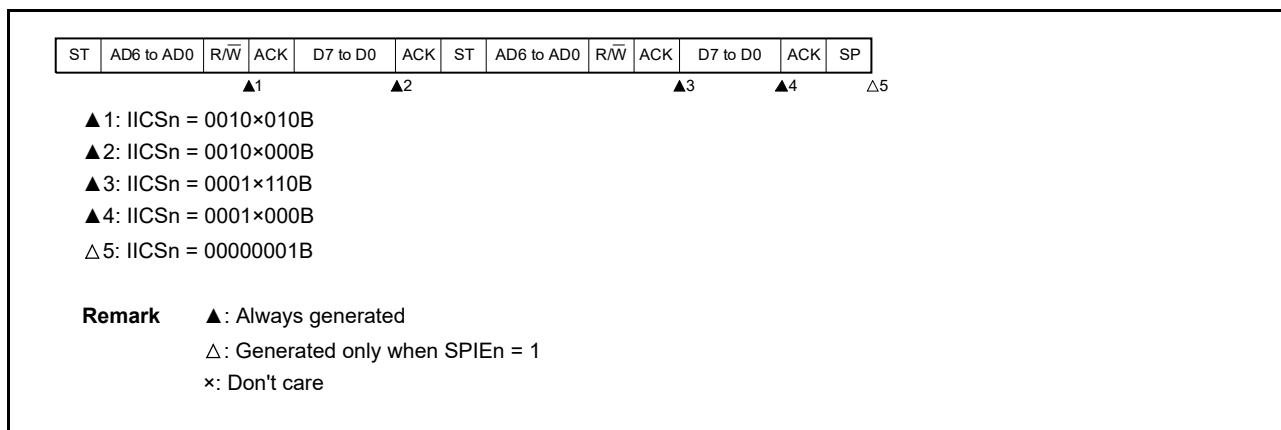 ST AD6 to AD0 R/W̅ ACK D7 to D0 ACK ST AD6 to AD0 R/W̅ ACK D7 to D0 ACK SP
▲1 ▲2 ▲3 ▲4 △5
▲1: IICSn = 0010×010B
▲2: IICSn = 0010×000B
▲3: IICSn = 0001×110B
▲4: IICSn = 0001×000B
△5: IICSn = 00000001B
Remark ▲: Always generated
△: Generated only when SPIEn = 1
×: Don't care